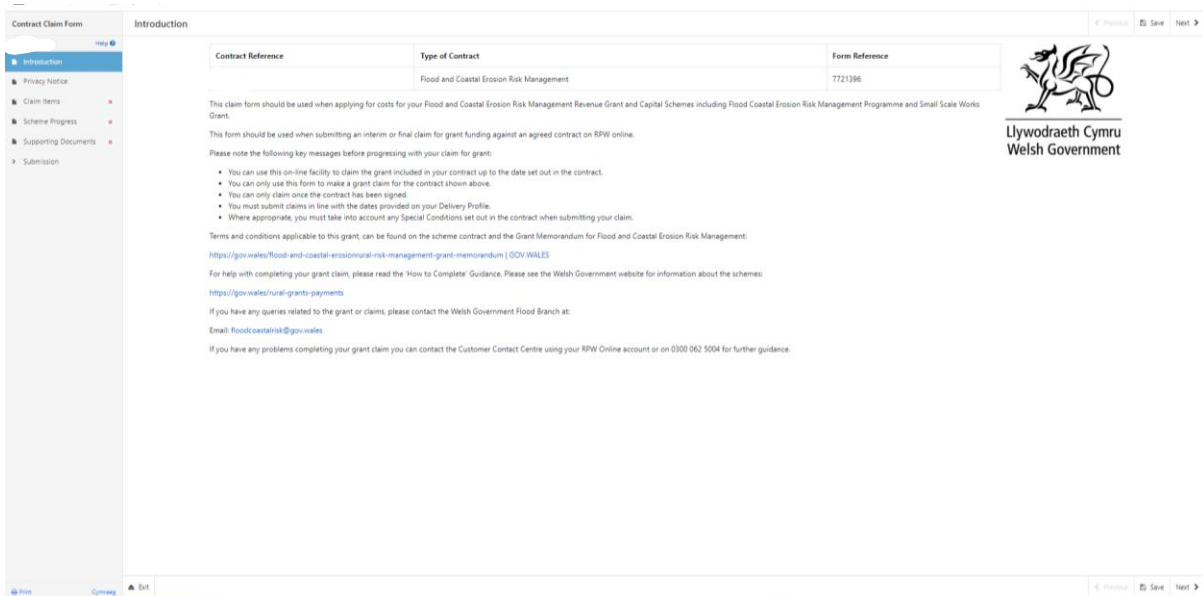 Contract Claim Form
Introduction
Previous
Save
Next
Help
Introduction
Privacy Notice
Claim Items
Scheme Progress
Supporting Documents
Submission
Contract Reference
Type of Contract
Form Reference
Flood and Coastal Erosion Risk Management
7721396
Llywodraeth Cymru
Welsh Government
This claim form should be used when applying for costs for your Flood and Coastal Erosion Risk Management Revenue Grant and Capital Schemes including Flood Coastal Erosion Risk Management Programme and Small Scale Works
Grant.
This form should be used when submitting an interim or final claim for grant funding against an agreed contract on RPW online.
Please note the following key messages before progressing with your claim for grant:
• You can use this on-line facility to claim the grant included in your contract up to the date set out in the contract.
• You can only use this form to make a grant claim for the contract shown above.
• You can only claim once the contract has been signed.
• You must submit claims in line with the dates provided on your Delivery Profile.
• Where appropriate, you must take into account any Special Conditions set out in the contract when submitting your claim.
Terms and conditions applicable to this grant, can be found on the scheme contract and the Grant Memorandum for Flood and Coastal Erosion Risk Management:
https://gov.wales/flood-and-coastal-erosionrural-risk-management-grant-memorandum | GOV.WALES
For help with completing your grant claim, please read the 'How to Complete' Guidance. Please see the Welsh Government website for information about the schemes:
https://gov.wales/rural-grants-payments
If you have any queries related to the grant or claims, please contact the Welsh Government Flood Branch at:
Email: floodcoastalrisk@gov.wales
If you have any problems completing your grant claim you can contact the Customer Contact Centre using your RPW Online account or on 0300 062 5004 for further guidance.
Print
Cymraeg
Exit
Previous
Save
Next